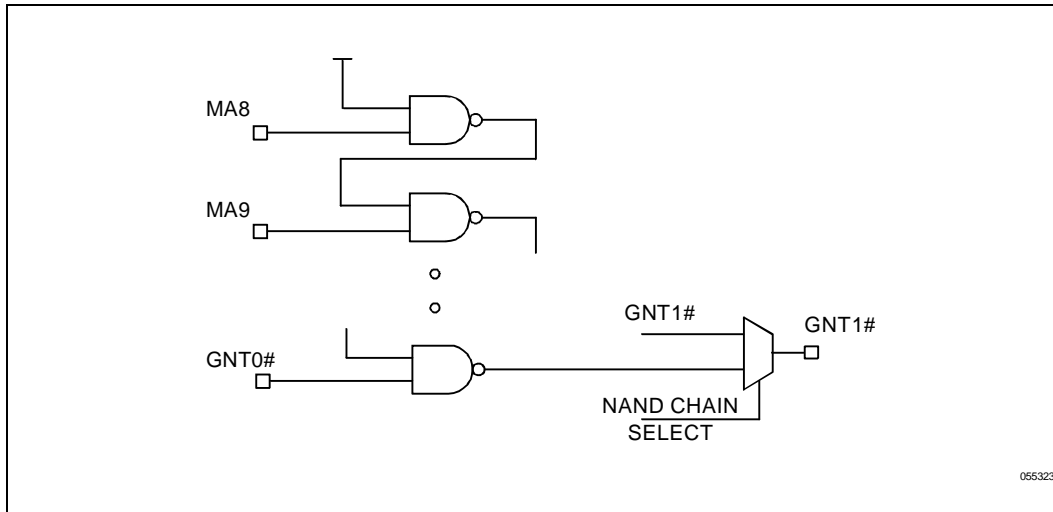 MA8
MA9
GNT1#
GNT1#
GNT0#
NAND CHAIN
SELECT
055323